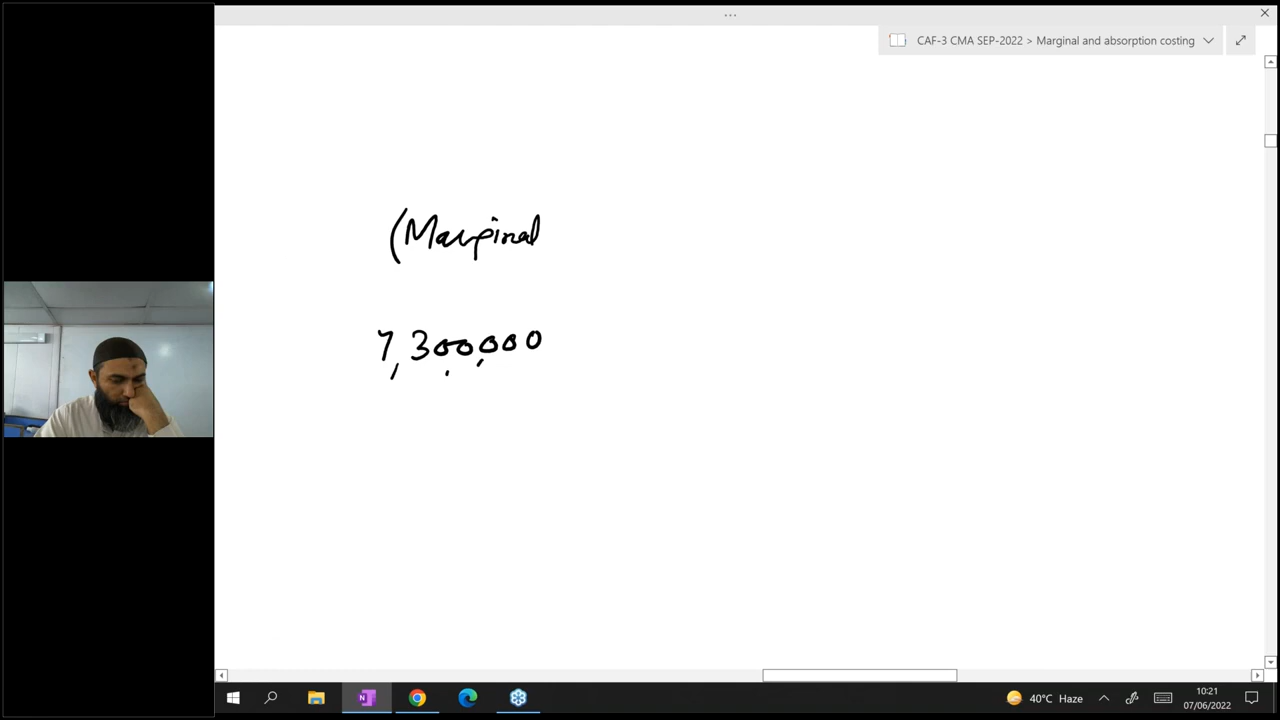 ...
CAF-3 CMA SEP-2022 > Marginal and absorption costing
(Marginal
7,300,000
40°C Haze
10:21
07/06/2022